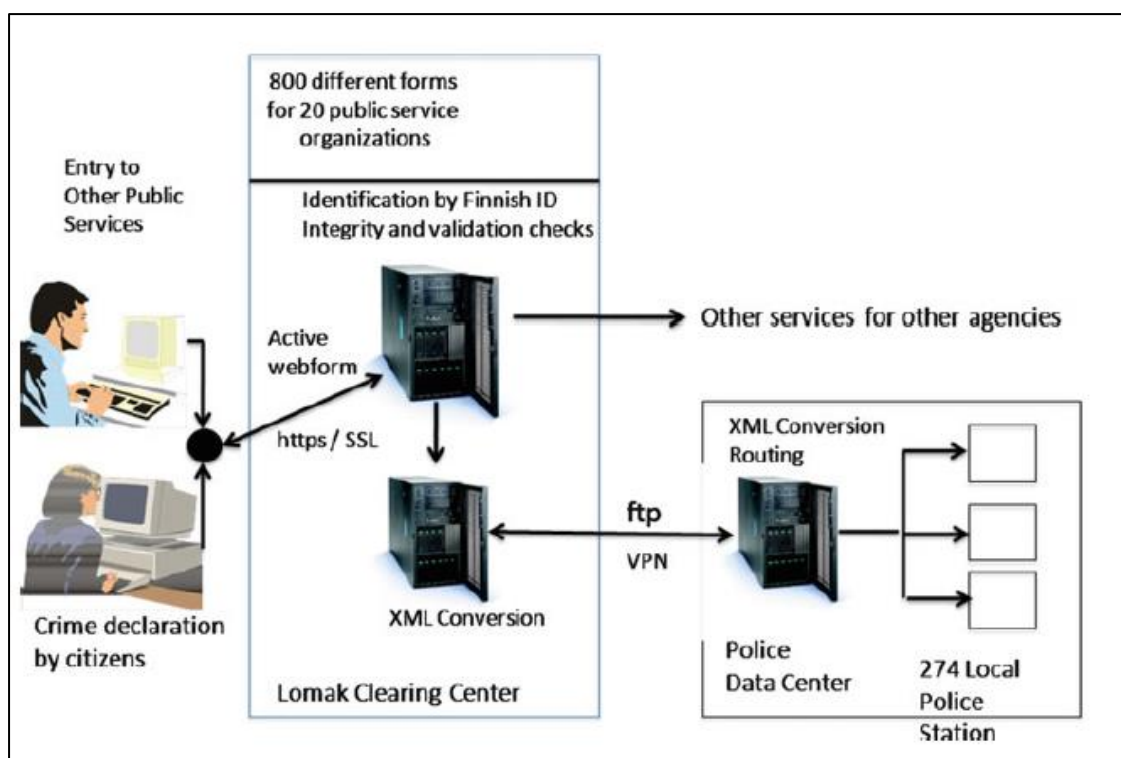 800 different forms
for 20 public service
organizations
Entry to
Other Public
Services
Identification by Finnish ID
Integrity and validation checks
Active
webform
https / SSL
Other services for other agencies
XML Conversion
Routing
ftp
VPN
XML Conversion
Crime declaration
by citizens
Lomak Clearing Center
Police
Data Center
274 Local
Police
Station